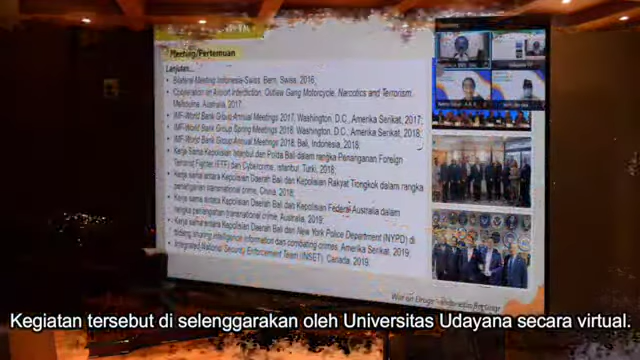 Meeting/Pertemuan
Lanjutan...
Bilateral Meeting Indonesia-Swiss, Bern, Swiss, 2016;
Cooperation on Airport Interdiction, Outlaw Gang Motorcycle, Narcotics and Terrorism,
Melbourne, Australia, 2017;
IMF-World Bank Group Annual Meetings 2017, Washington, D.C., Amerika Serikat, 2017;
IMF-World Bank Group Spring Meetings 2018, Washington, D.C., Amerika Serikat, 2018;
IMF-World Bank Group Annual Meetings 2018, Bali, Indonesia, 2018;
Kerja Sama Kepolisian Istanbul dan Polda Bali dalam rangka Penanganan Foreign
Terrorist Fighter (FTF) dan Cybercrime, Istanbul, Turki, 2018;
Kerja sama antara Kepolisian Daerah Bali dan Kepolisian Rakyat Tiongkok dalam rangka
penanganan transnational crime, China, 2018;
Kerja sama antara Kepolisian Daerah Bali dan Kepolisian Federal Australia dalam
rangka penanganan transnational crime, Australia, 2019;
Kerja sama antara Kepolisian Daerah Bali dan New York Police Department (NYPD) di
bidang sharing intelligence information dan combating crimes, Amerika Serikat, 2019;
Integrated National Security Enforcement Team (INSET), Canada, 2019.
War on Drugs
Kegiatan tersebut di selenggarakan oleh Universitas Udayana secara virtual.